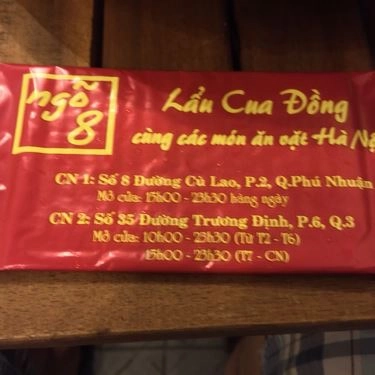 ngõ
8
Lẩu Cua Đồng
cùng các món ăn vặt Hà
CN 1: Số 8 Đường Cù Lao, P.2, Q.Phú Nhuận
Mở cửa: 15h00 - 23h30 hàng ngày
CN 2: Số 35 Đường Trương Định, P.6, Q.3
Mở cửa: 10h00 - 23h30 (Từ T2 - T6)
15h00 - 23h30 (T7 - CN)